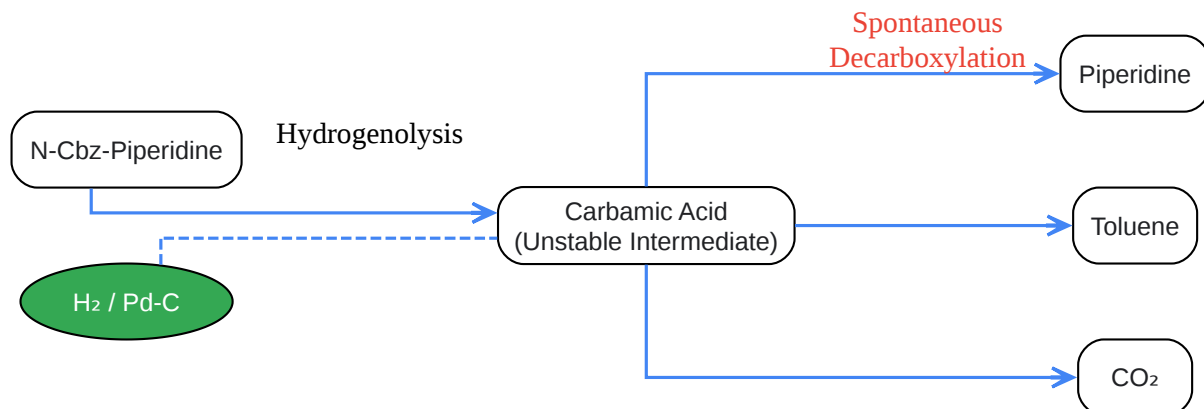 Spontaneous
Decarboxylation
Piperidine
Hydrogenolysis
N-Cbz-Piperidine
Carbamic Acid
(Unstable Intermediate)
Toluene
H₂ / Pd-C
CO₂